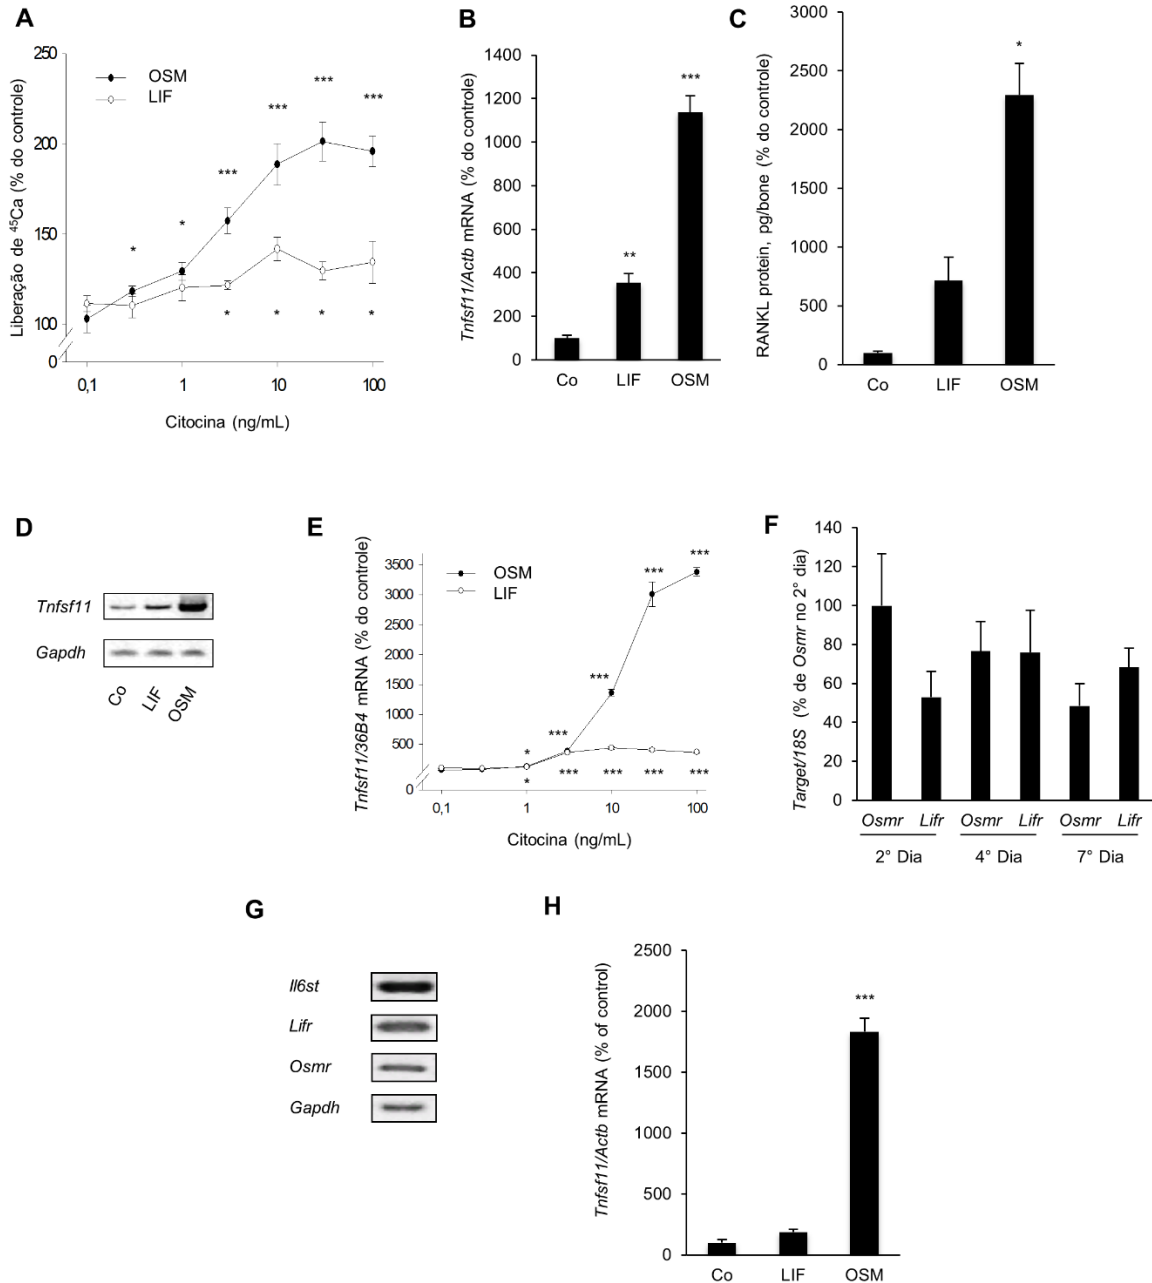 A
250
200
150
100
0
Liberação de ⁴⁵Ca (% do controle)
OSM
LIF
*
*
***
***
***
***
*
*
*
*
0,1
1
10
100
Citocina (ng/mL)
B
1400
1200
1000
800
600
400
200
0
Tnfsf11/Actb mRNA (% do controle)
**
***
Co
LIF
OSM
C
3000
2500
2000
1500
1000
500
0
RANKL protein, pg/bone (% do controle)
*
Co
LIF
OSM
D
Tnfsf11
Gapdh
Co
LIF
OSM
E
3500
3000
2500
2000
1500
1000
500
0
Tnfsf11/36B4 mRNA (% do controle)
OSM
LIF
*
***
***
***
***
*
***
***
***
***
0,1
1
10
100
Citocina (ng/mL)
F
140
120
100
80
60
40
20
0
Target/18S (% de Osmr no 2° dia)
Osmr
Lifr
Osmr
Lifr
Osmr
Lifr
2° Dia
4° Dia
7° Dia
G
Il6st
Lifr
Osmr
Gapdh
H
2500
2000
1500
1000
500
0
Tnfsf11/Actb mRNA (% of control)
***
Co
LIF
OSM